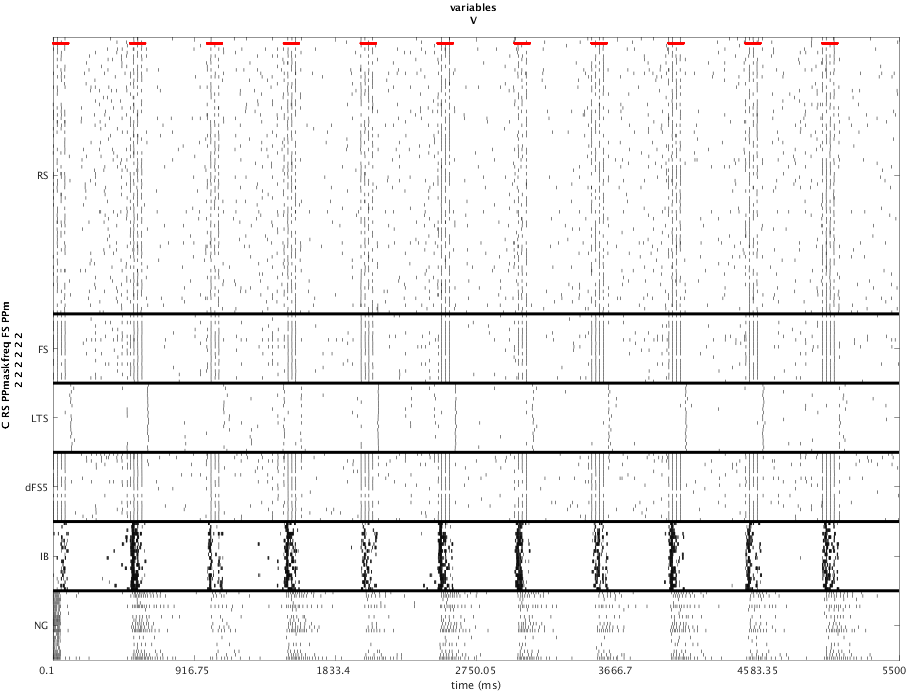 variables
V
RS
FS
LTS
dFS5
IB
NG
C RS PPmaskfreq FS PPm
2 2 2 2 2 2
0.1 916.75 1833.4 2750.05 3666.7 4583.35 5500
time (ms)